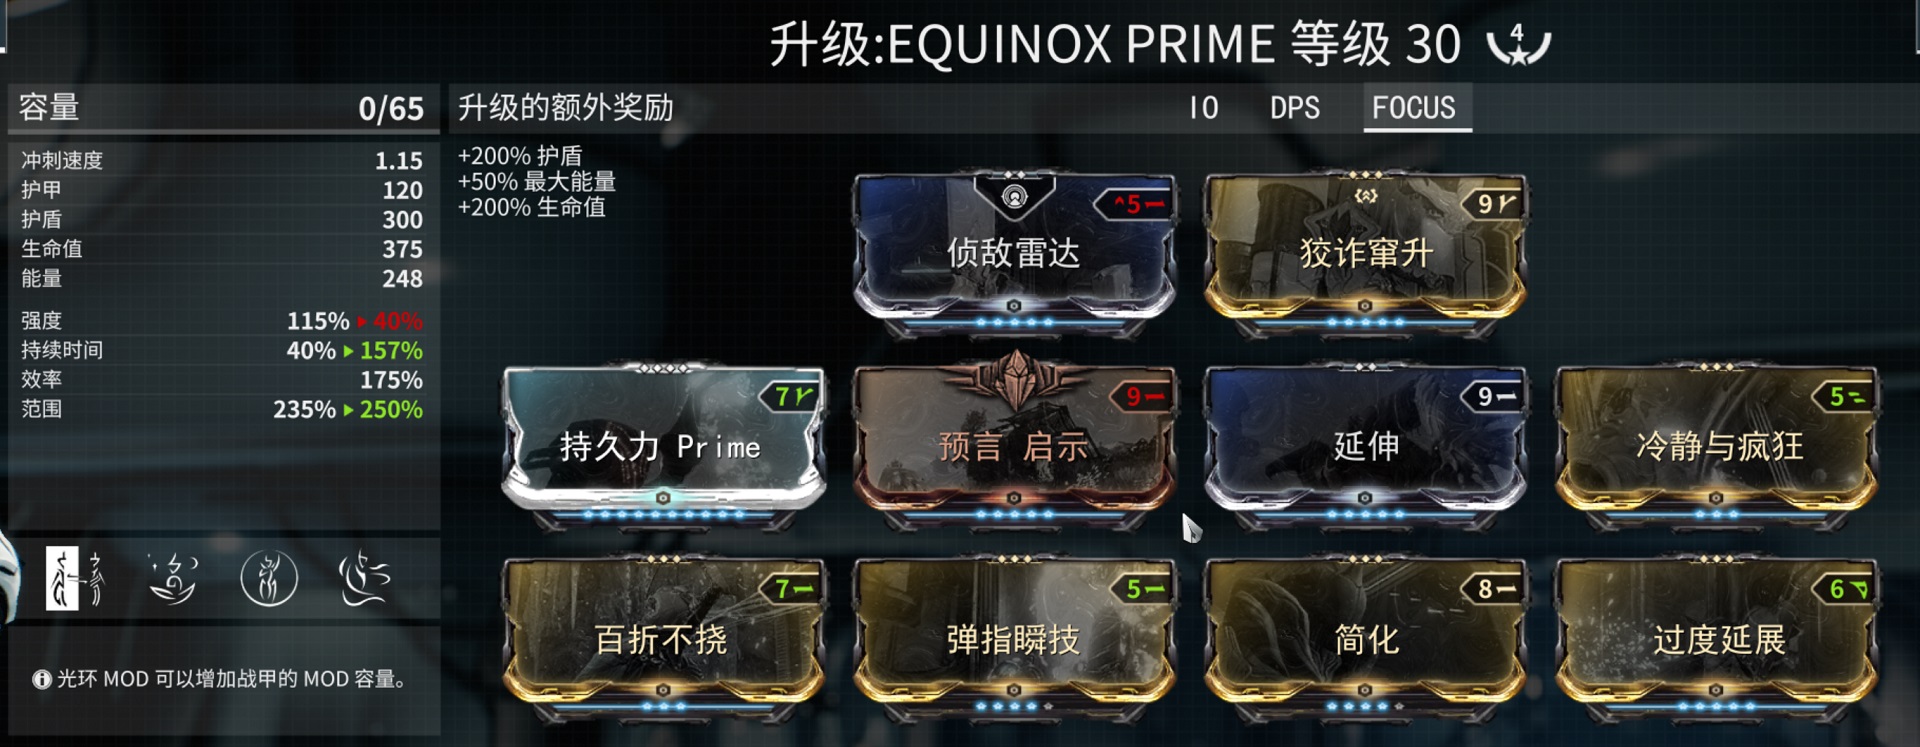 升级:EQUINOX PRIME 等级 30 4
容量 0/65
升级的额外奖励
IO DPS FOCUS
冲刺速度 1.15
护甲 120
护盾 300
生命值 375
能量 248
强度 115% 40%
持续时间 40% 157%
效率 175%
范围 235% 250%
+200% 护盾
+50% 最大能量
+200% 生命值
5
侦敌雷达
9
狡诈窜升
7
持久力 Prime
9
预言 启示
9
延伸
5
冷静与疯狂
7
百折不挠
5
弹指瞬技
8
简化
6
过度延展
光环 MOD 可以增加战甲的 MOD 容量。